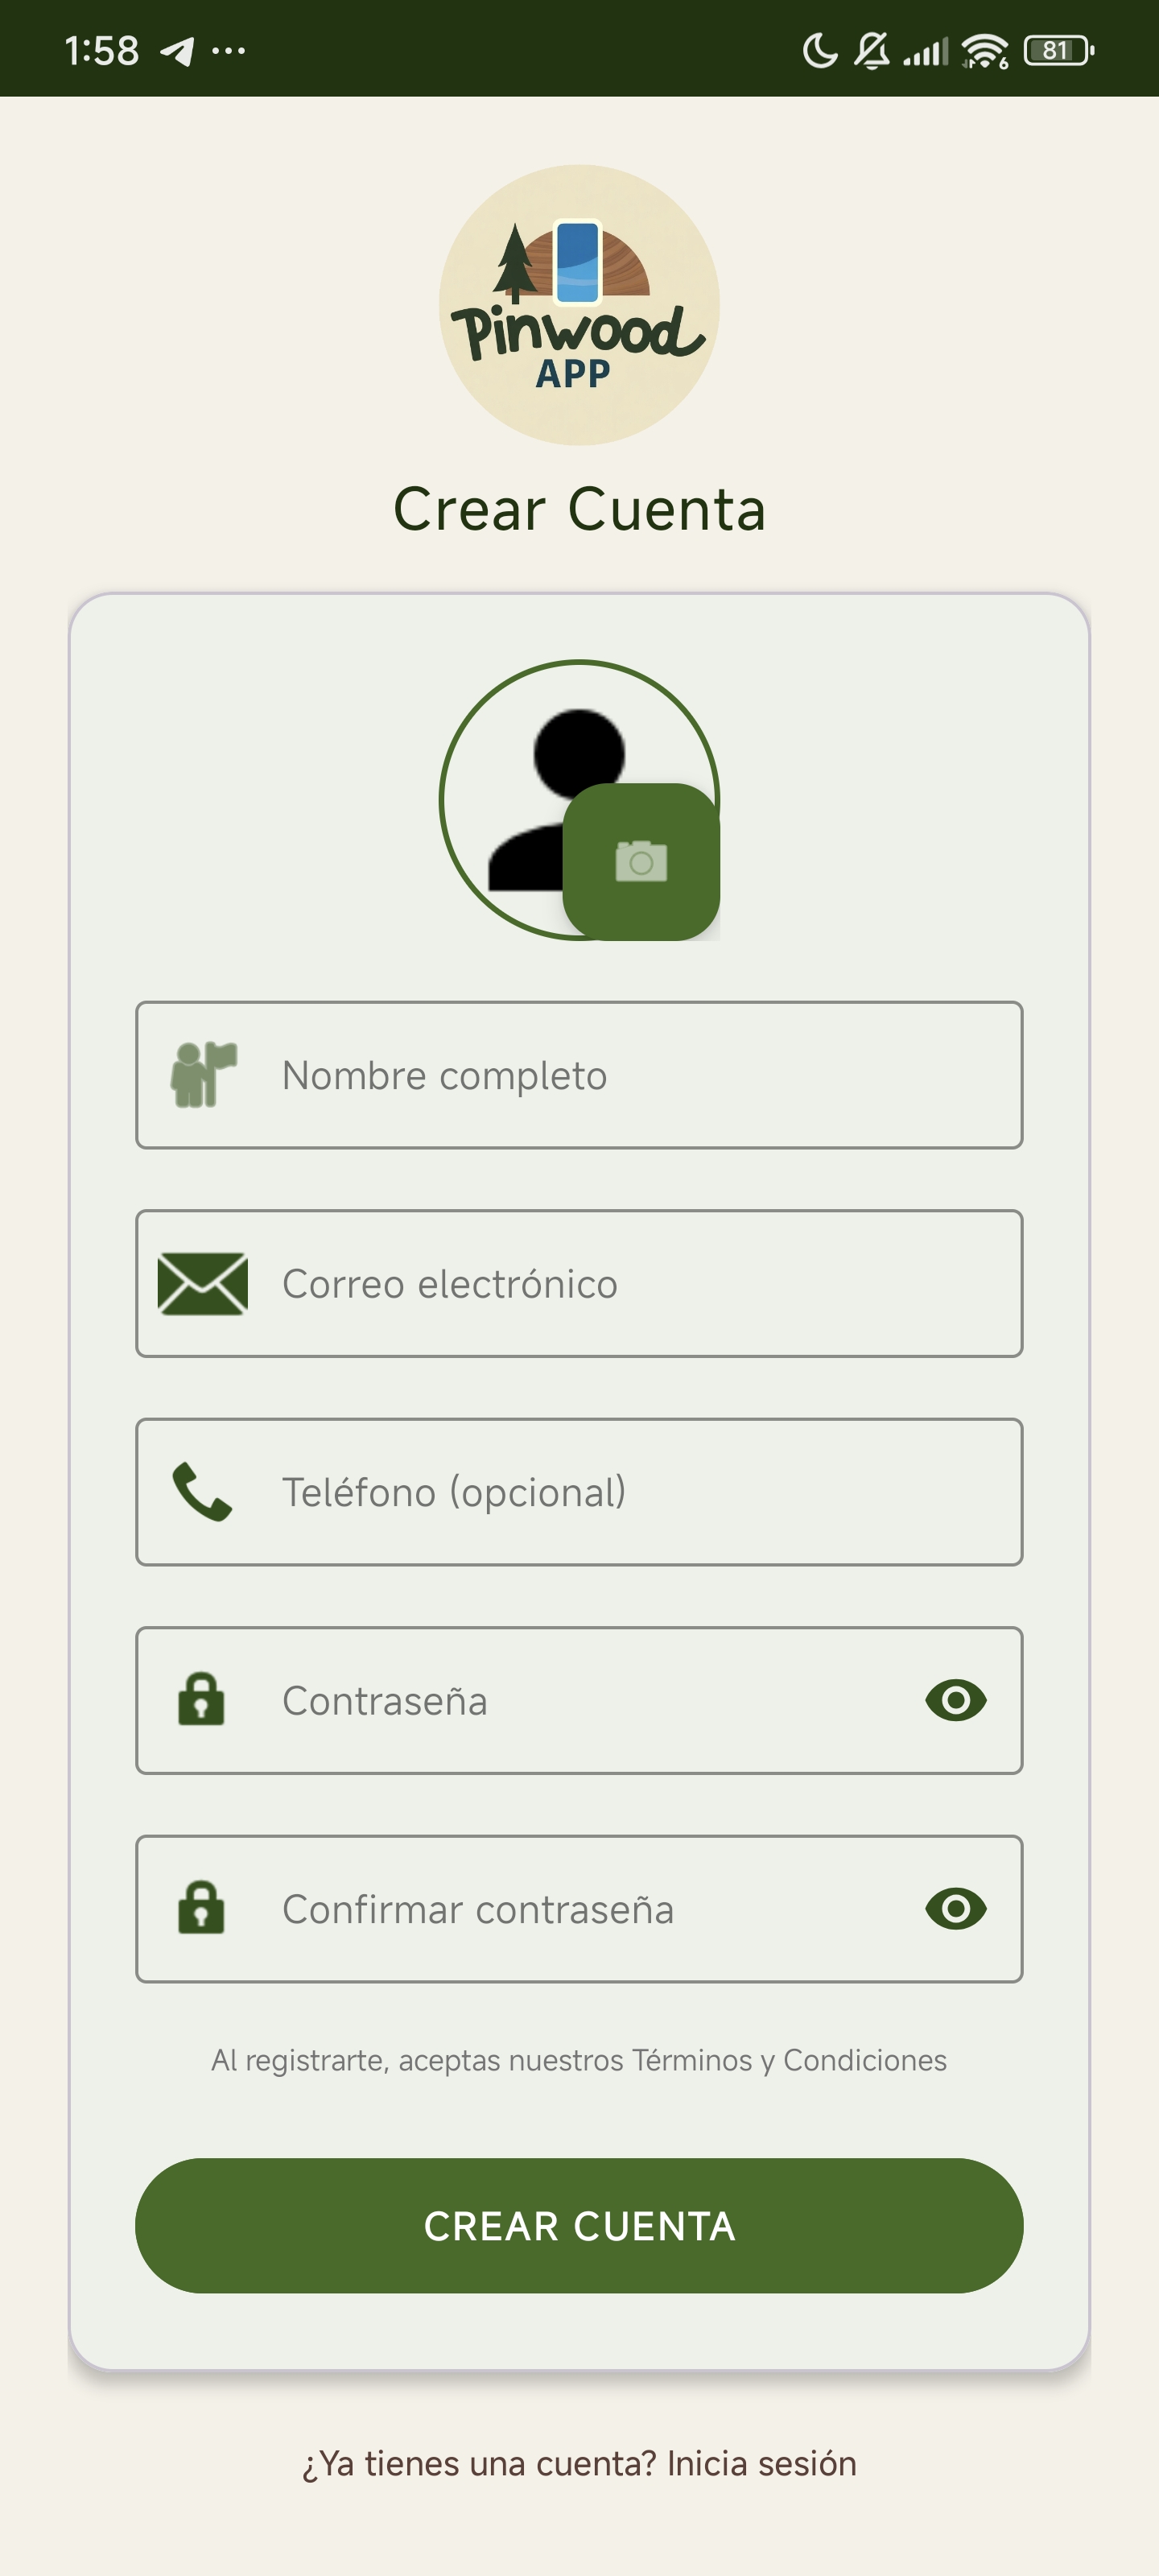 1:58
6
81
Pinwood
APP
Crear Cuenta
Nombre completo
Correo electrónico
Teléfono (opcional)
Contraseña
Confirmar contraseña
Al registrarte, aceptas nuestros Términos y Condiciones
CREAR CUENTA
¿Ya tienes una cuenta? Inicia sesión